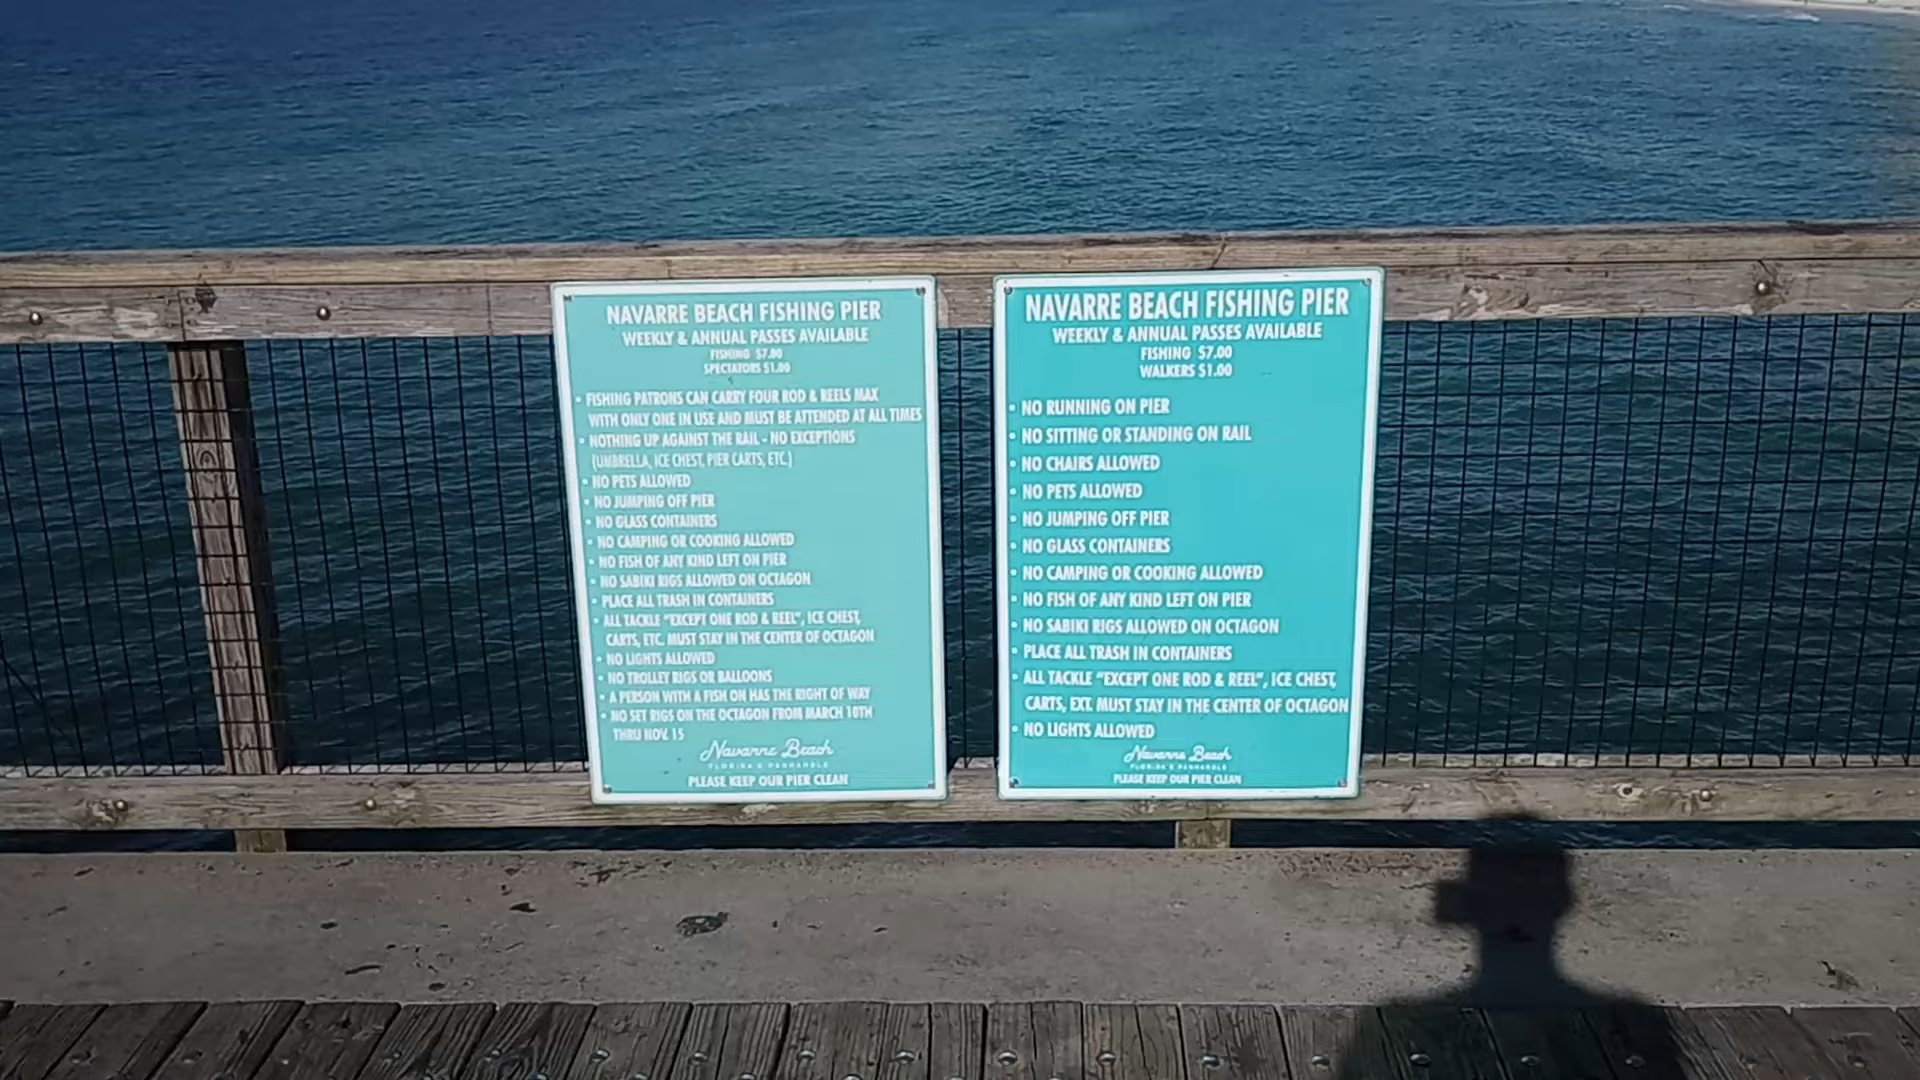 NAVARRE BEACH FISHING PIER
WEEKLY & ANNUAL PASSES AVAILABLE
FISHING $7.00
SPECTATORS $1.00
• FISHING PATRONS CAN CARRY FOUR ROD & REELS MAX
WITH ONLY ONE IN USE AND MUST BE ATTENDED AT ALL TIMES
• NOTHING UP AGAINST THE RAIL - NO EXCEPTIONS
(UMBRELLA, ICE CHEST, PIER CARTS, ETC.)
• NO PETS ALLOWED
• NO JUMPING OFF PIER
• NO GLASS CONTAINERS
• NO CAMPING OR COOKING ALLOWED
• NO FISH OF ANY KIND LEFT ON PIER
• NO SABIKI RIGS ALLOWED ON OCTAGON
• PLACE ALL TRASH IN CONTAINERS
• ALL TACKLE "EXCEPT ONE ROD & REEL", ICE CHEST,
CARTS, ETC. MUST STAY IN THE CENTER OF OCTAGON
• NO LIGHTS ALLOWED
• NO TROLLEY RIGS OR BALLOONS
• A PERSON WITH A FISH ON HAS THE RIGHT OF WAY
• NO SET RIGS ON THE OCTAGON FROM MARCH 10TH
THRU NOV. 15
Navarre Beach
FLORIDA'S PANHANDLE
PLEASE KEEP OUR PIER CLEAN
NAVARRE BEACH FISHING PIER
WEEKLY & ANNUAL PASSES AVAILABLE
FISHING $7.00
WALKERS $1.00
• NO RUNNING ON PIER
• NO SITTING OR STANDING ON RAIL
• NO CHAIRS ALLOWED
• NO PETS ALLOWED
• NO JUMPING OFF PIER
• NO GLASS CONTAINERS
• NO CAMPING OR COOKING ALLOWED
• NO FISH OF ANY KIND LEFT ON PIER
• NO SABIKI RIGS ALLOWED ON OCTAGON
• PLACE ALL TRASH IN CONTAINERS
• ALL TACKLE "EXCEPT ONE ROD & REEL", ICE CHEST,
CARTS, EXT. MUST STAY IN THE CENTER OF OCTAGON
• NO LIGHTS ALLOWED
Navarre Beach
FLORIDA'S PANHANDLE
PLEASE KEEP OUR PIER CLEAN